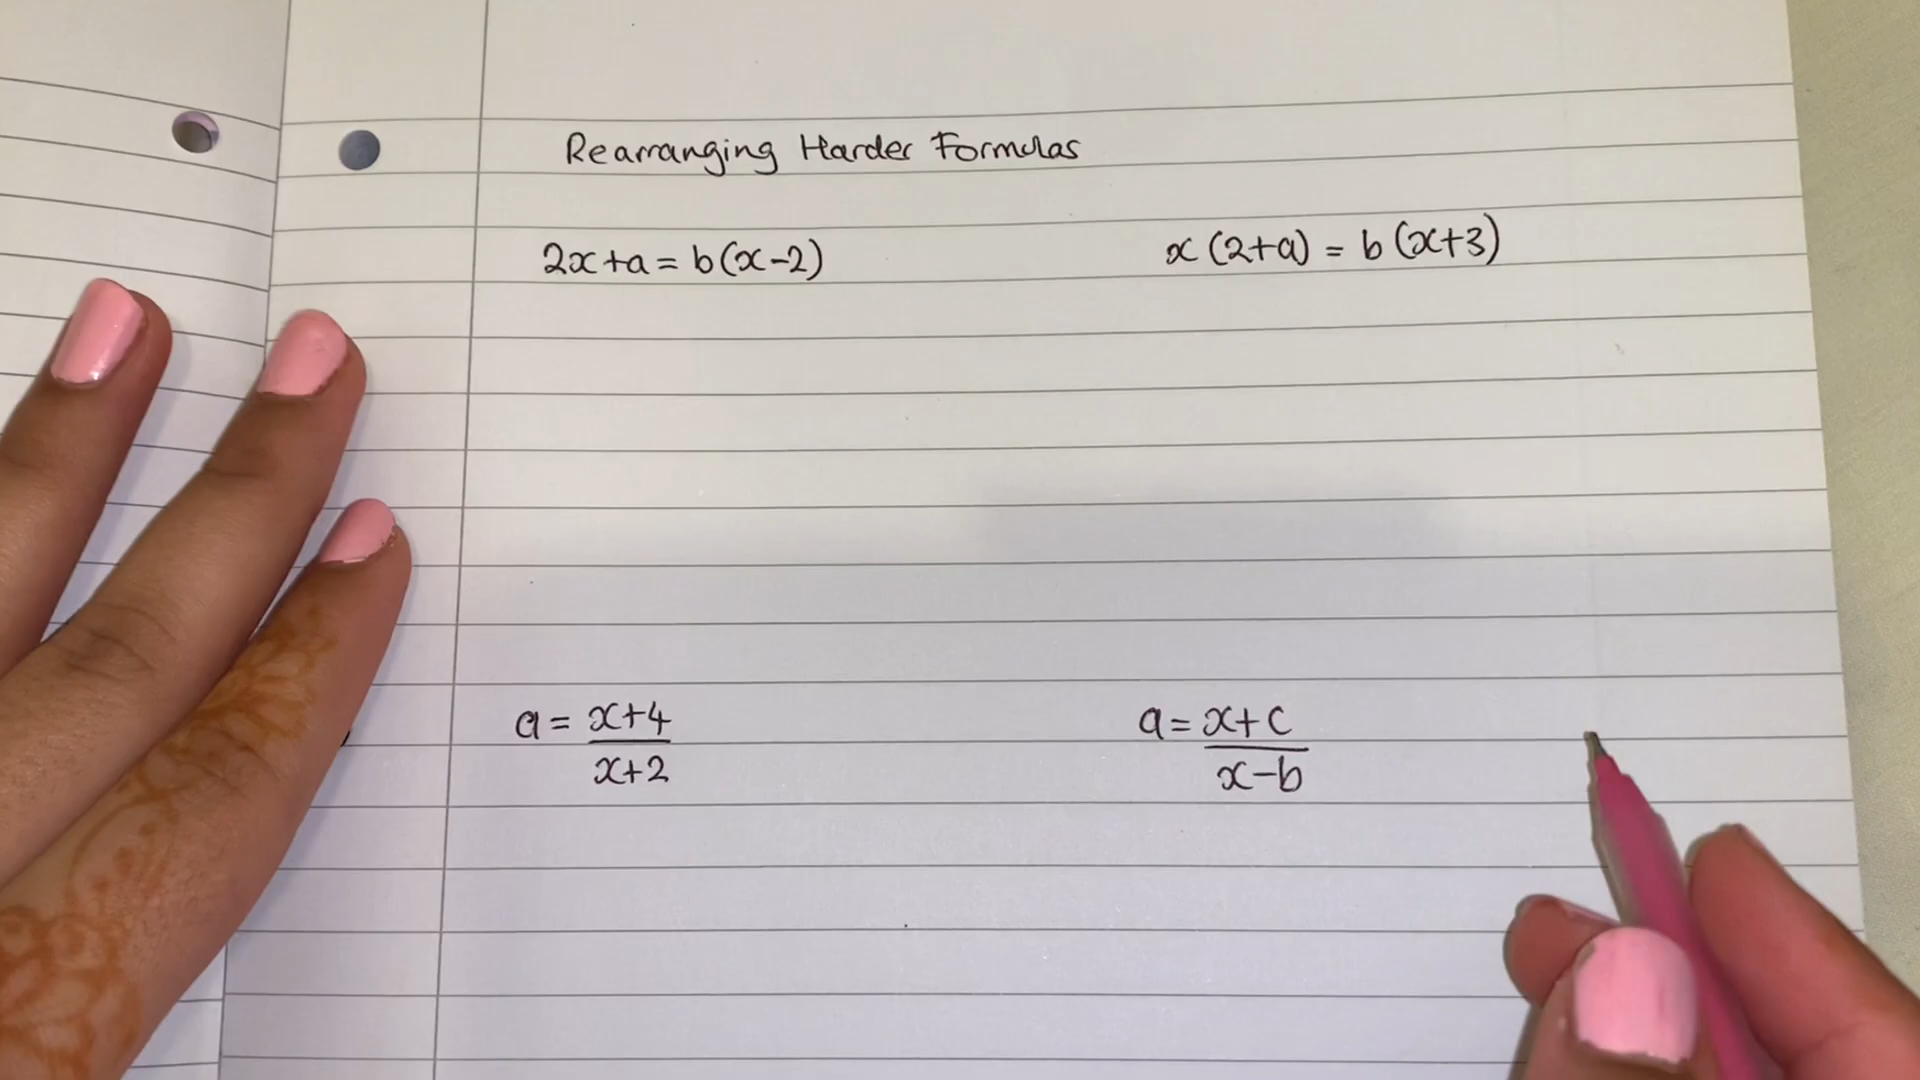 Rearranging Harder Formulas
2x+a = b(x-2)
x(2+a) = b(x+3)
a = x+4
x+2
a = x+c
x-b